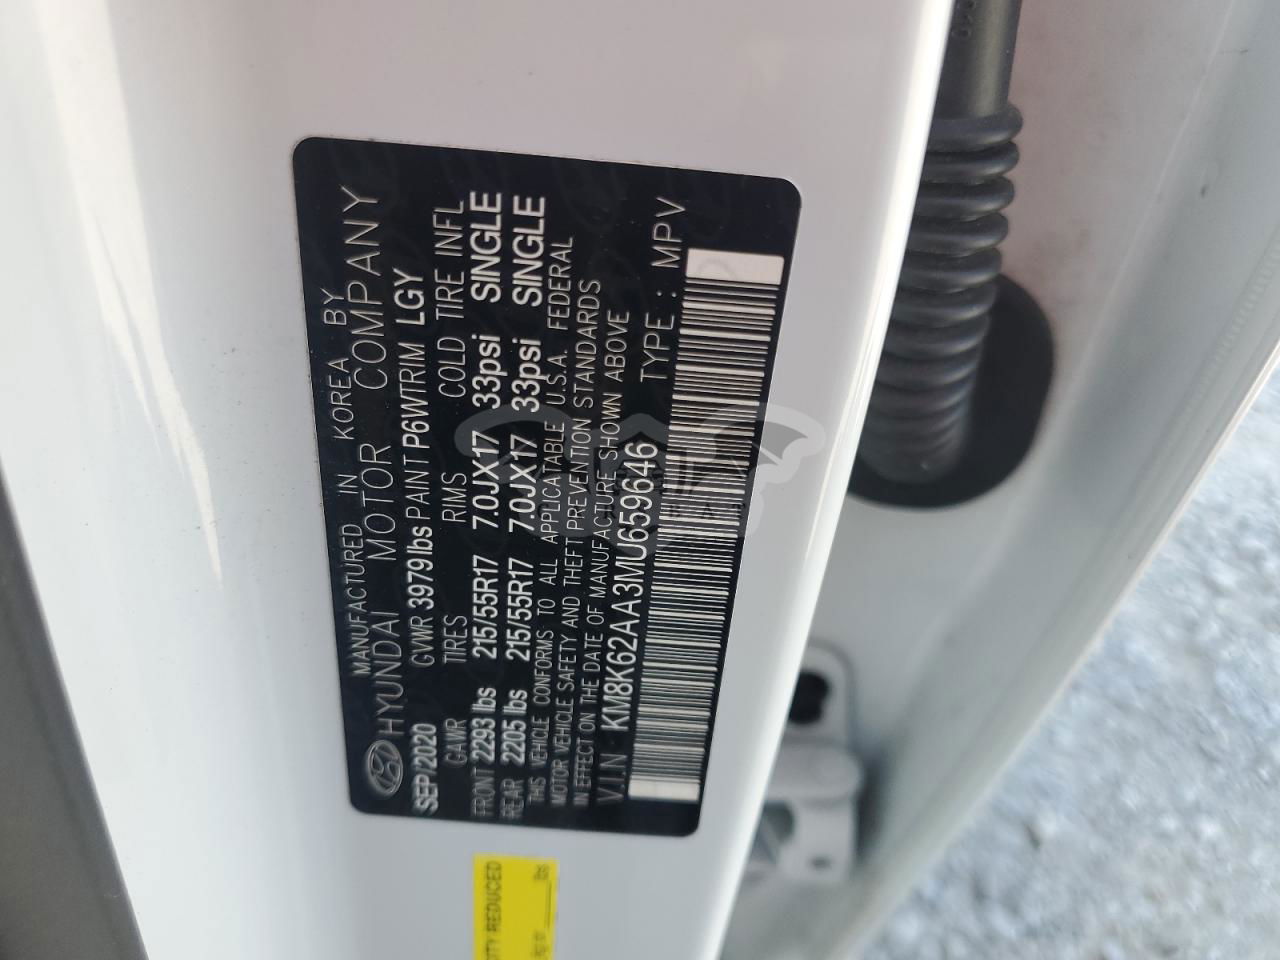 MANUFACTURED IN KOREA BY
HYUNDAI MOTOR COMPANY
SEP/2020 GVWR 3979lbs PAINT P6W TRIM LGY
GAWR TIRES RIMS COLD TIRE INFL
FRONT 2293 lbs 215/55R17 7.0JX17 33psi SINGLE
REAR 2205 lbs 215/55R17 7.0JX17 33psi SINGLE
THIS VEHICLE CONFORMS TO ALL APPLICATABLE U.S.A. FEDERAL
MOTOR VEHICLE SAFETY AND THEFT PREVENTION STANDARDS
IN EFFECT ON THE DATE OF MANUFACTURE SHOWN ABOVE
V.I.N : KM8K62AA3MU659646 TYPE : MPV
ITY REDUCED
lbs